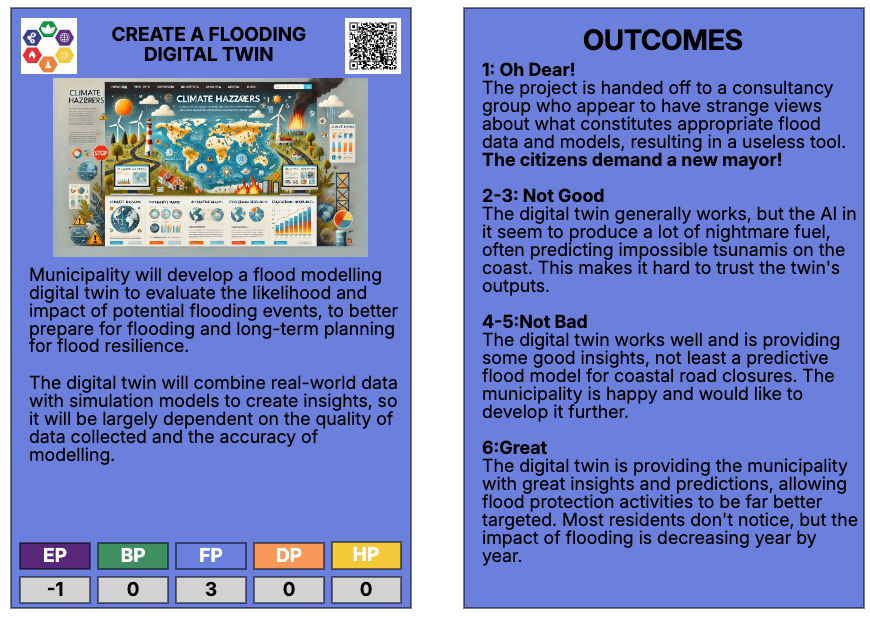 CREATE A FLOODING
DIGITAL TWIN
CLIMATE
HAZZRERS
CLIMATE HAZZAERS
STOP
Municipality will develop a flood modelling
digital twin to evaluate the likelihood and
impact of potential flooding events, to better
prepare for flooding and long-term planning
for flood resilience.
The digital twin will combine real-world data
with simulation models to create insights, so
it will be largely dependent on the quality of
data collected and the accuracy of
modelling.
EP BP FP DP HP
-1 0 3 0 0
OUTCOMES
1: Oh Dear!
The project is handed off to a consultancy
group who appear to have strange views
about what constitutes appropriate flood
data and models, resulting in a useless tool.
The citizens demand a new mayor!
2-3: Not Good
The digital twin generally works, but the AI in
it seem to produce a lot of nightmare fuel,
often predicting impossible tsunamis on the
coast. This makes it hard to trust the twin's
outputs.
4-5:Not Bad
The digital twin works well and is providing
some good insights, not least a predictive
flood model for coastal road closures. The
municipality is happy and would like to
develop it further.
6:Great
The digital twin is providing the municipality
with great insights and predictions, allowing
flood protection activities to be far better
targeted. Most residents don't notice, but the
impact of flooding is decreasing year by
year.